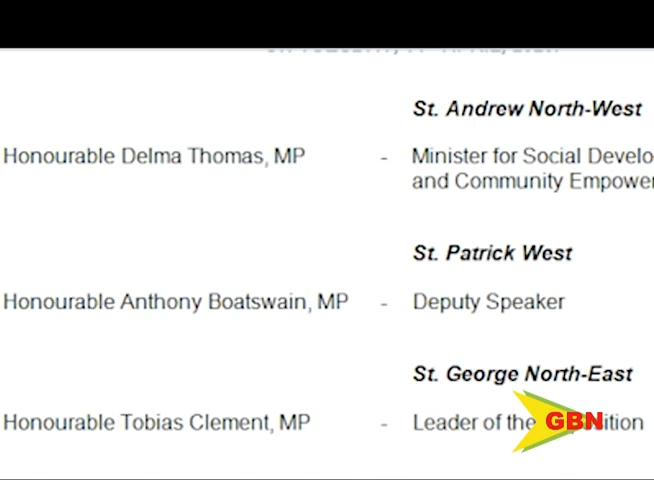 St. Andrew North-West
Honourable Delma Thomas, MP - Minister for Social Develo
and Community Empower
St. Patrick West
Honourable Anthony Boatswain, MP - Deputy Speaker
St. George North-East
Honourable Tobias Clement, MP - Leader of the
GBN